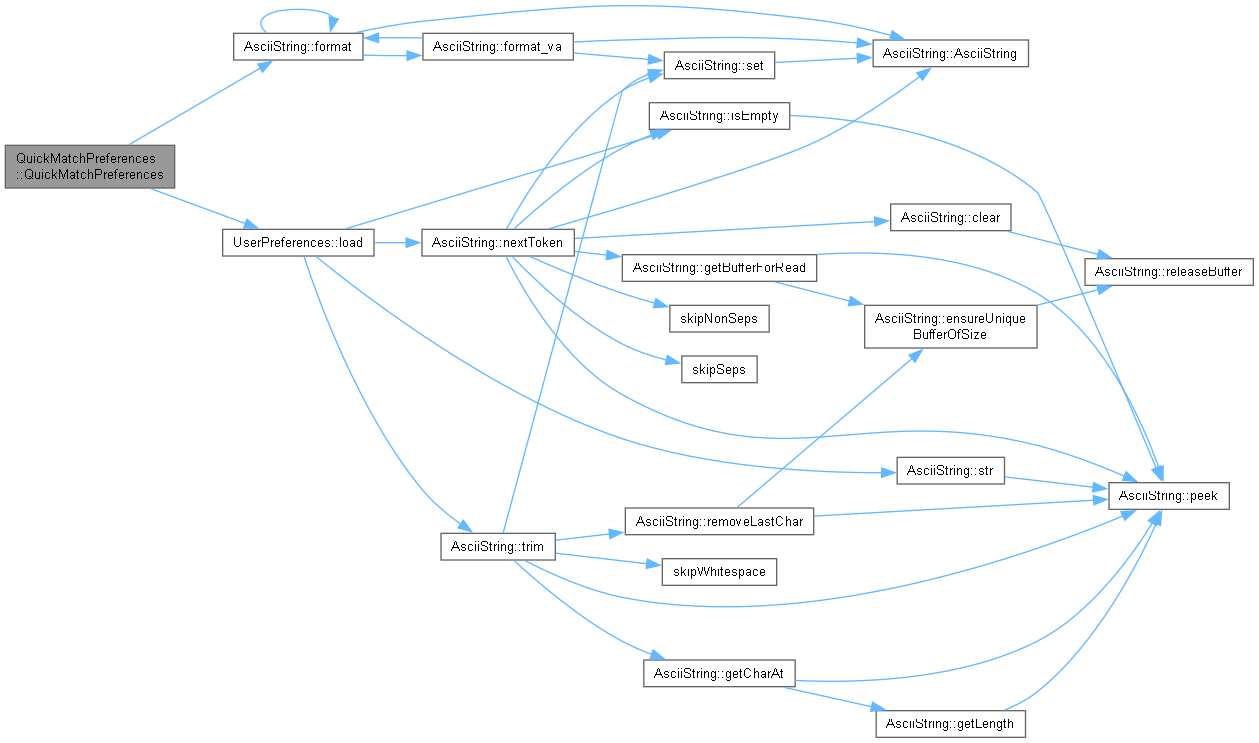 AsciiString::format
AsciiString::format_va
AsciiString::AsciiString
AsciiString::set
AsciiString::isEmpty
QuickMatchPreferences
::QuickMatchPreferences
AsciiString::clear
UserPreferences::load
AsciiString::nextToken
AsciiString::getBufferForRead
AsciiString::releaseBuffer
skipNonSeps
AsciiString::ensureUnique
BufferOfSize
skipSeps
AsciiString::str
AsciiString::peek
AsciiString::removeLastChar
AsciiString::trim
skipWhitespace
AsciiString::getCharAt
AsciiString::getLength